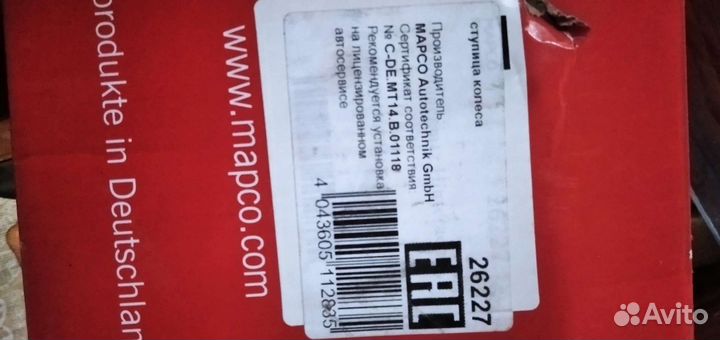 produkte in Deutschlan
www.mapco.com
ступица колеса
26227
Производитель
MAPCO Autotechnik GmbH
Сертификат соответствия
№ C-DE.MT14.B.01118
Рекомендуется установка
на лицензированном
автосервисе
EAC
4 043605 112835
Avito